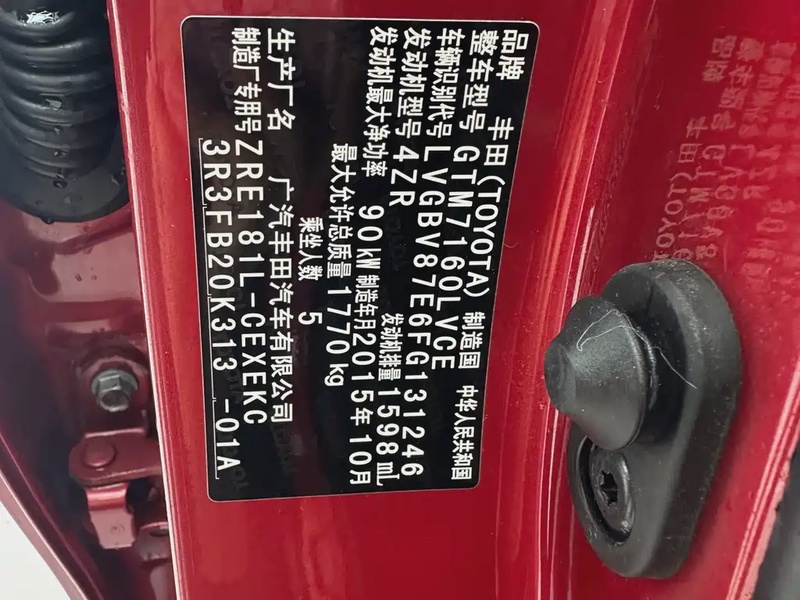 品牌 丰田(TOYOTA) 制造国 中华人民共和国
整车型号 GTM7160LVCE
车辆识别代号 LVGBV87E6FG131246
发动机型号 4ZR 发动机排量 1598mL
发动机最大净功率 90kW 制造年月 2015年10月
最大允许总质量 1770kg
乘坐人数 5
生产厂名 广汽丰田汽车有限公司
制造厂专用号 ZRE181L-CEXEKC
3R3FB20K313 -01A